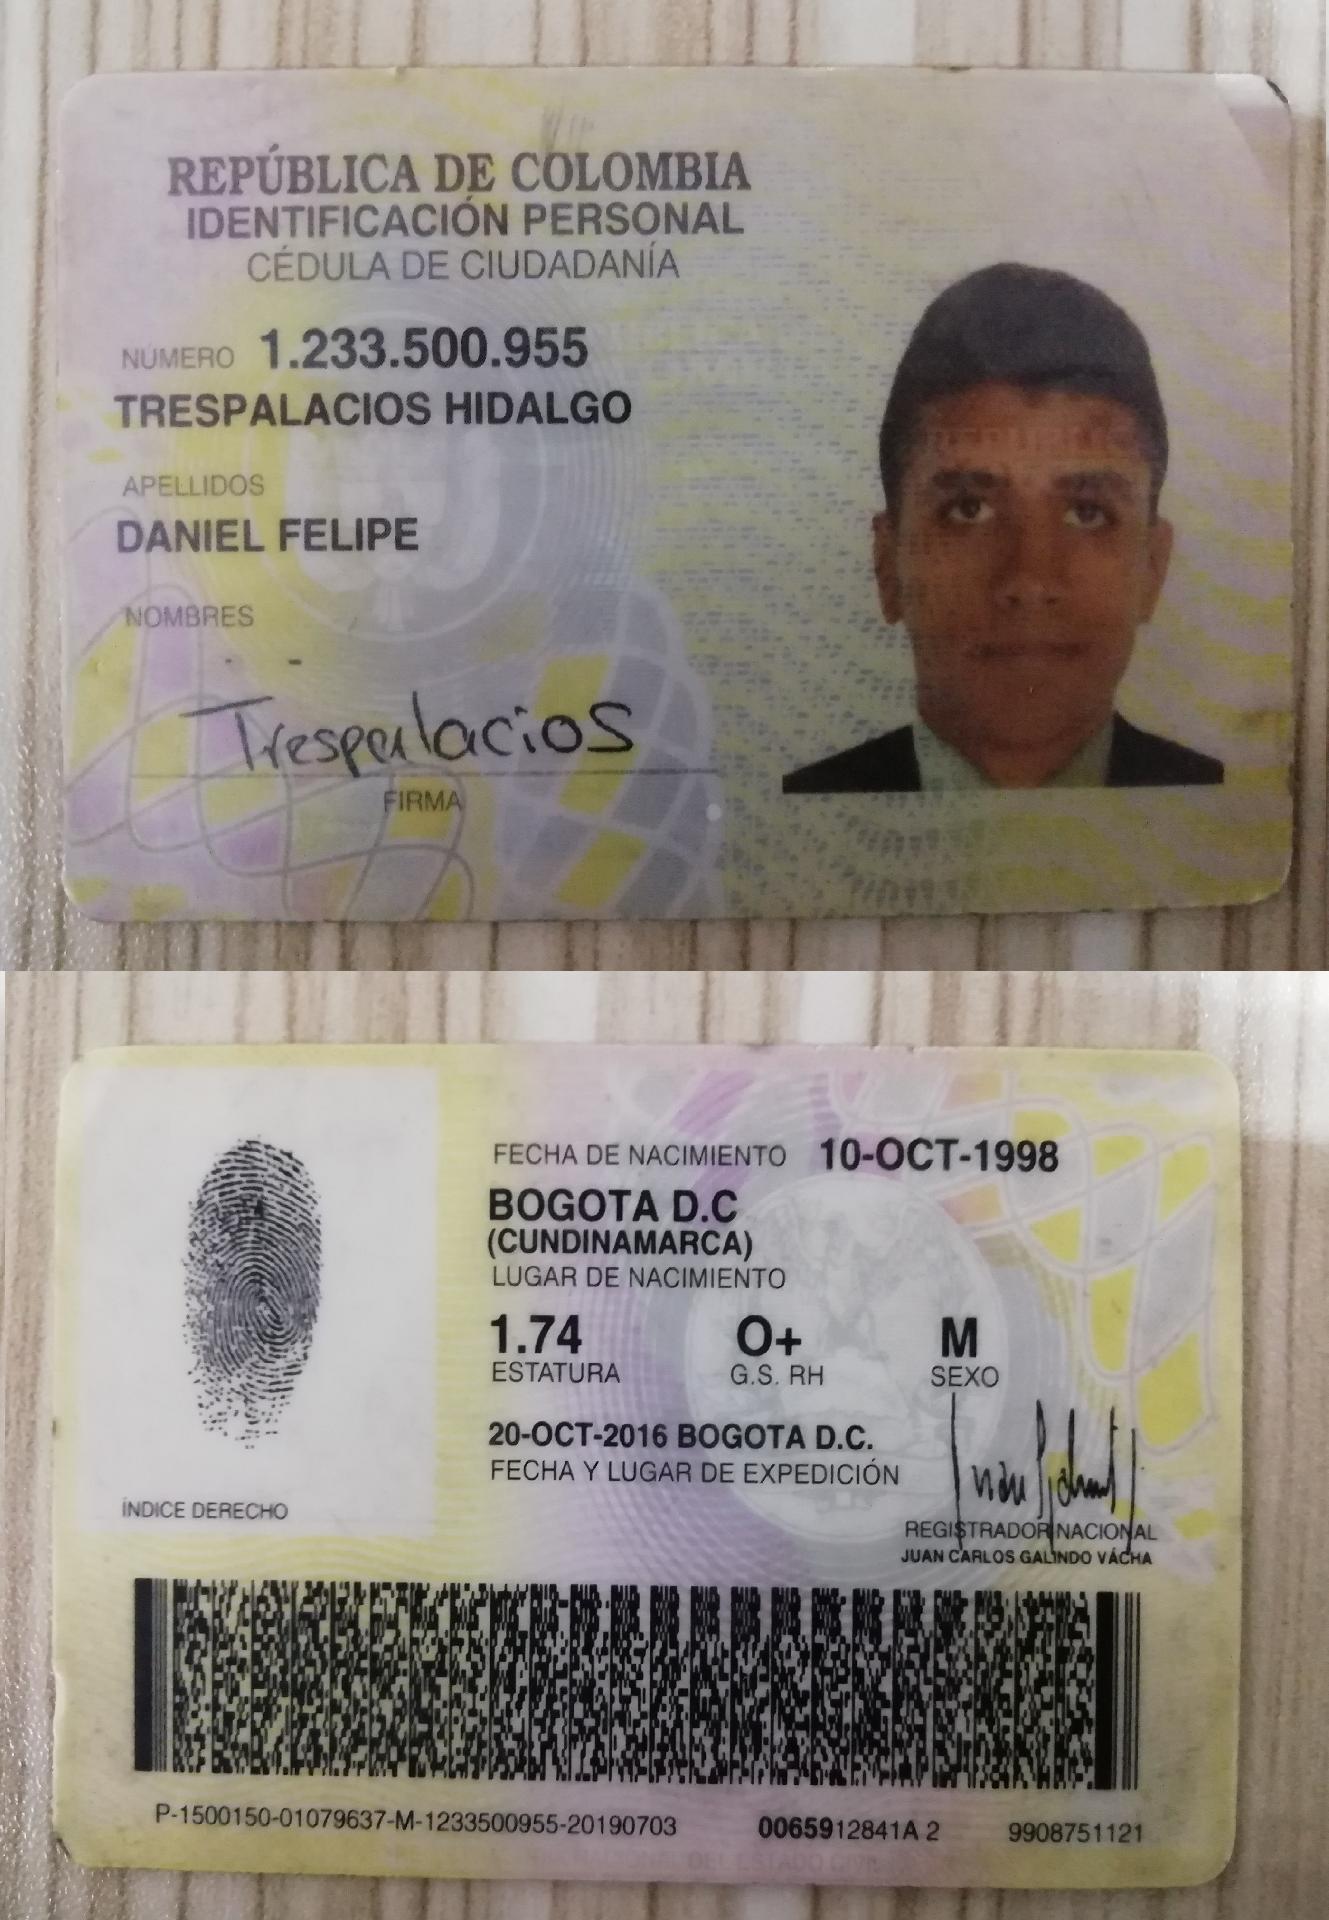 REPÚBLICA DE COLOMBIA
IDENTIFICACIÓN PERSONAL
CÉDULA DE CIUDADANÍA
NÚMERO 1.233.500.955
TRESPALACIOS HIDALGO
APELLIDOS
DANIEL FELIPE
NOMBRES
Trespalacios
FIRMA
FECHA DE NACIMIENTO 10-OCT-1998
BOGOTA D.C
(CUNDINAMARCA)
LUGAR DE NACIMIENTO
1.74 O+ M
ESTATURA G.S. RH SEXO
20-OCT-2016 BOGOTA D.C.
FECHA Y LUGAR DE EXPEDICIÓN
ÍNDICE DERECHO
REGISTRADOR NACIONAL
JUAN CARLOS GALINDO VÁCHA
P-1500150-01079637-M-1233500955-20190703 0065912841A 2 9908751121